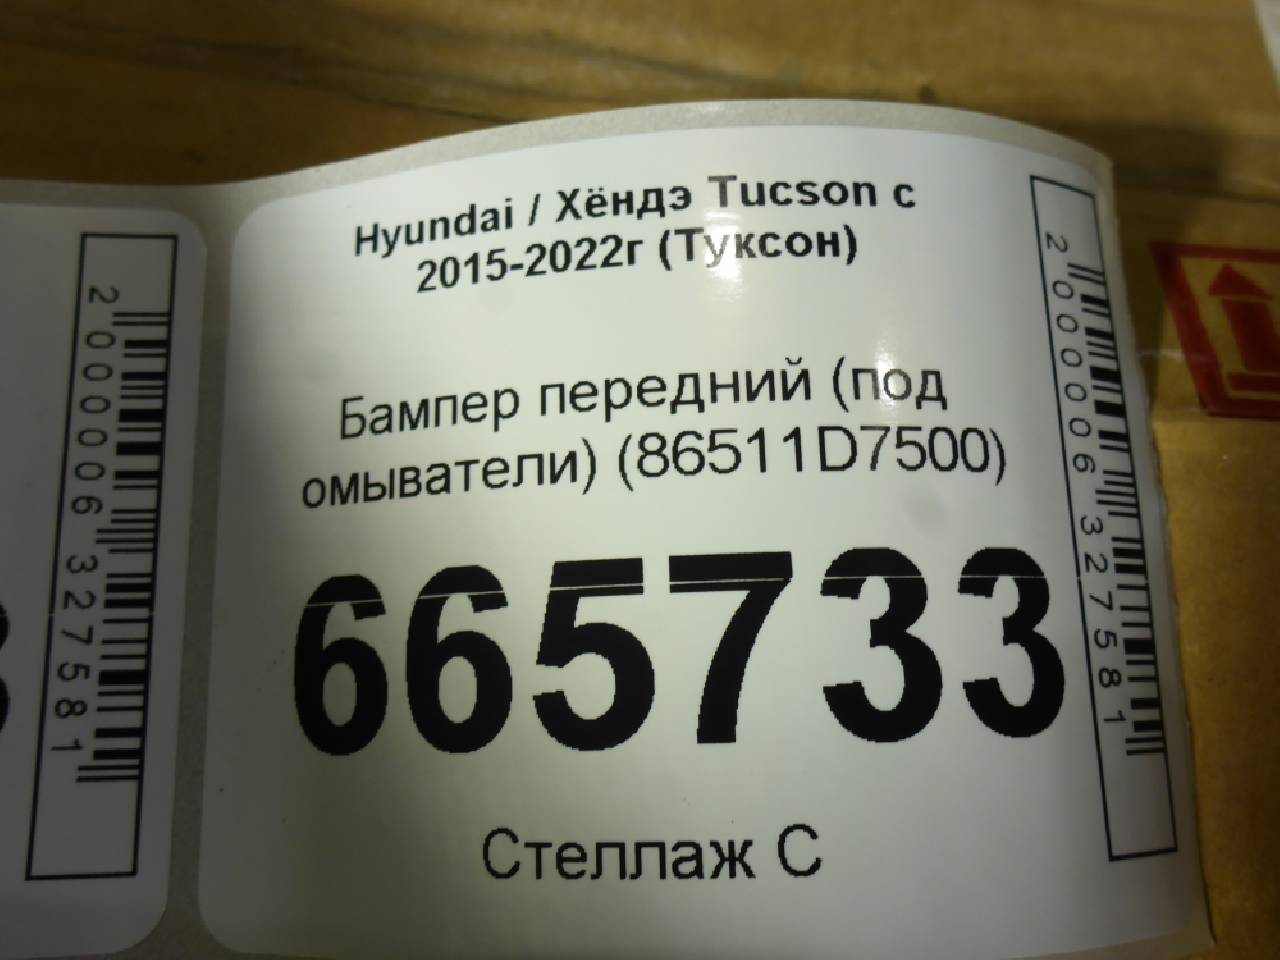 2000006327581
Hyundai / Хёндэ Tucson с
2015-2022г (Туксон)
Бампер передний (под
омыватели) (86511D7500)
665733
Стеллаж C
2000006327581